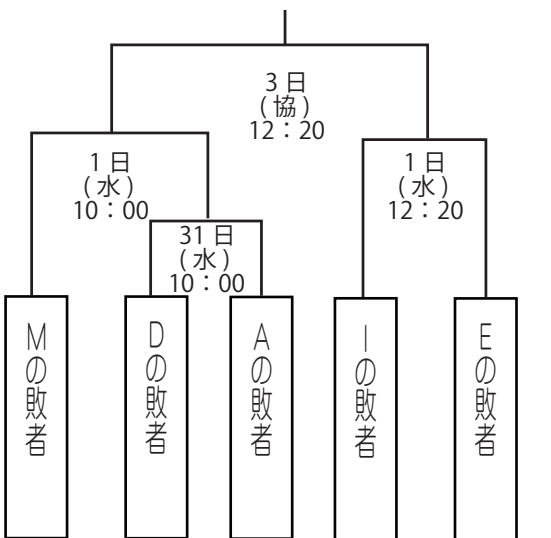 3日
(協)
12：20
1日
(水)
10：00
1日
(水)
12：20
31日
(水)
10：00
Mの敗者
Dの敗者
Aの敗者
Iの敗者
Eの敗者